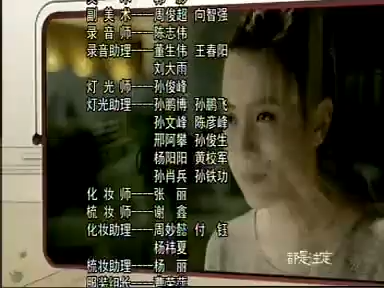 副 美 术——周俊超 向智强
录 音 师——陈志伟
录音助理——董生伟 王春阳
刘大雨
灯 光 师——孙俊峰
灯光助理——孙鹏博 孙鹏飞
孙文峰 陈彦峰
邢阿攀 孙俊生
杨阳阳 黄校军
孙肖兵 孙铁功
化 妆 师——张 丽
梳 妆 师——谢 鑫
化妆助理——周妙懿 付 钰
杨祎夏
梳妆助理——杨 丽
都是注定